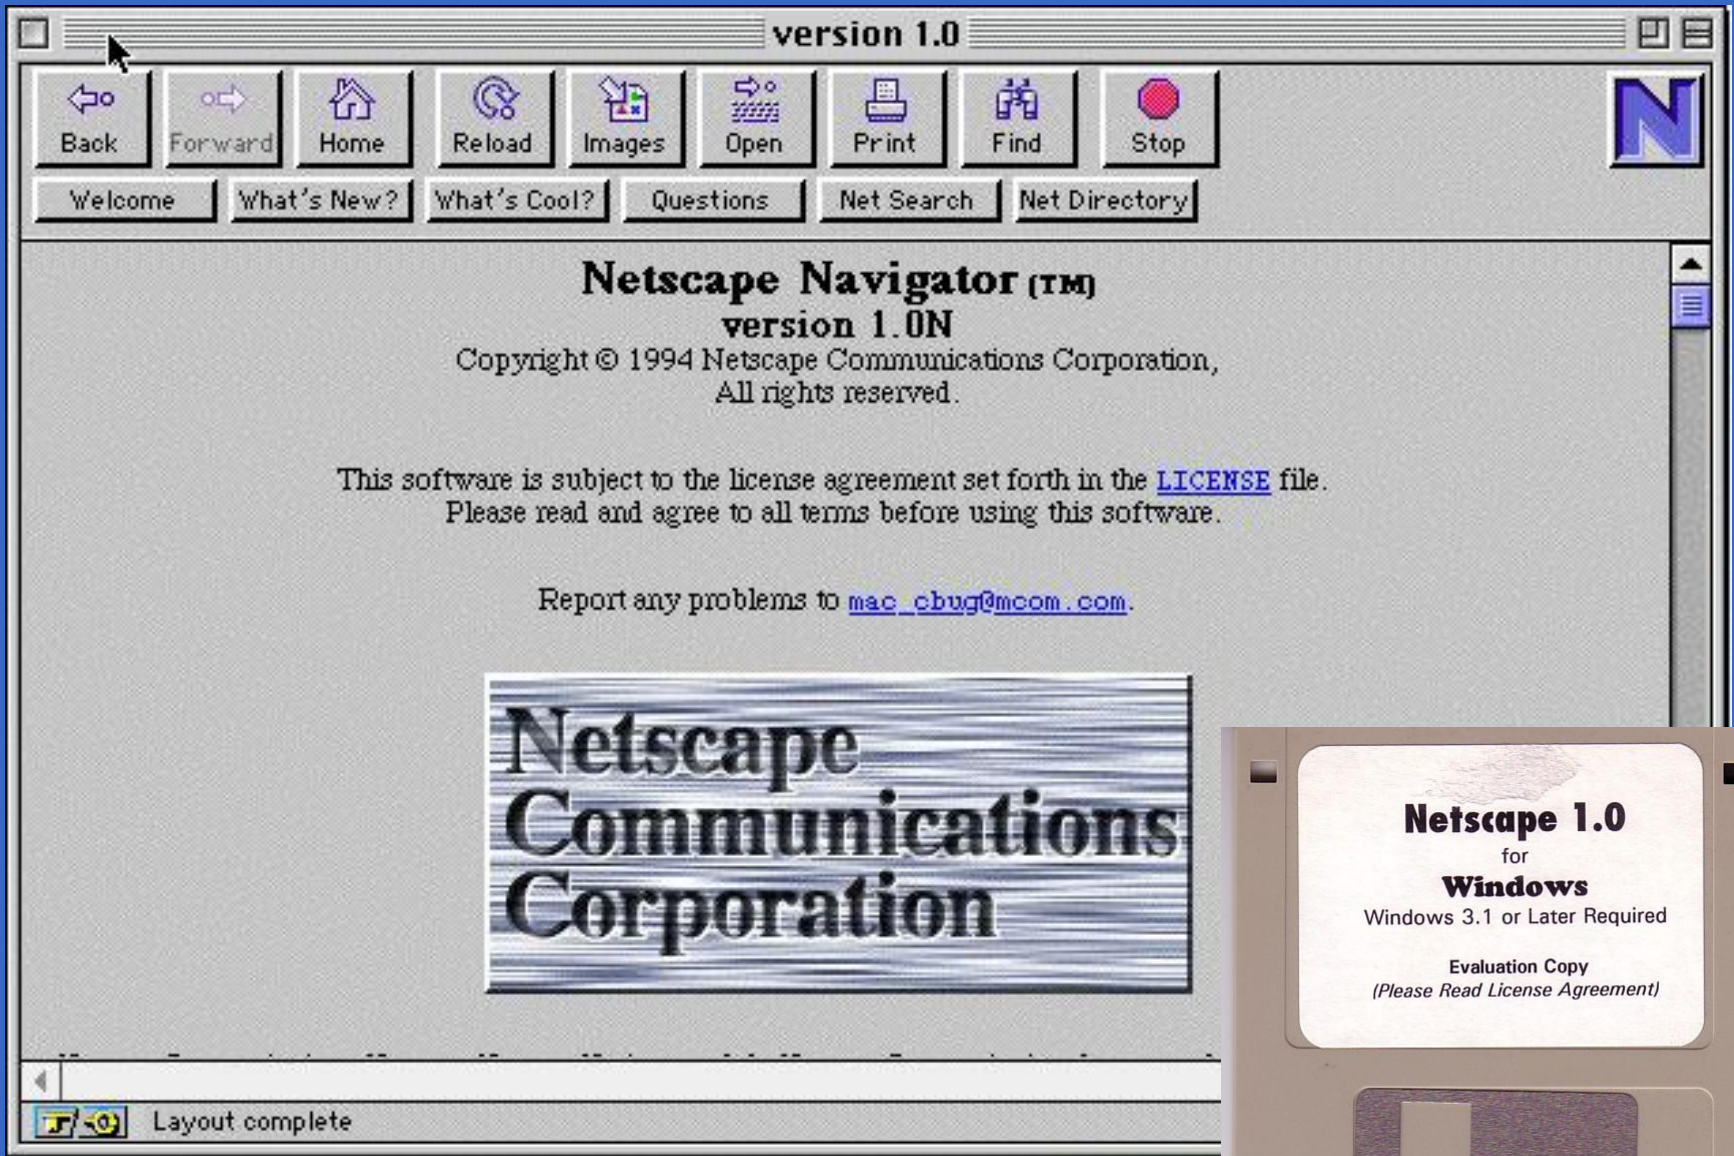 version 1.0
Back
Forward
Home
Reload
Images
Open
Print
Find
Stop
N
Welcome
What's New?
What's Cool?
Questions
Net Search
Net Directory
Netscape Navigator (TM)
version 1.0N
Copyright © 1994 Netscape Communications Corporation,
All rights reserved.
This software is subject to the license agreement set forth in the LICENSE file.
Please read and agree to all terms before using this software.
Report any problems to mac_cbug@mcom.com.
Netscape
Communications
Corporation
Layout complete
Netscape 1.0
for
Windows
Windows 3.1 or Later Required
Evaluation Copy
(Please Read License Agreement)